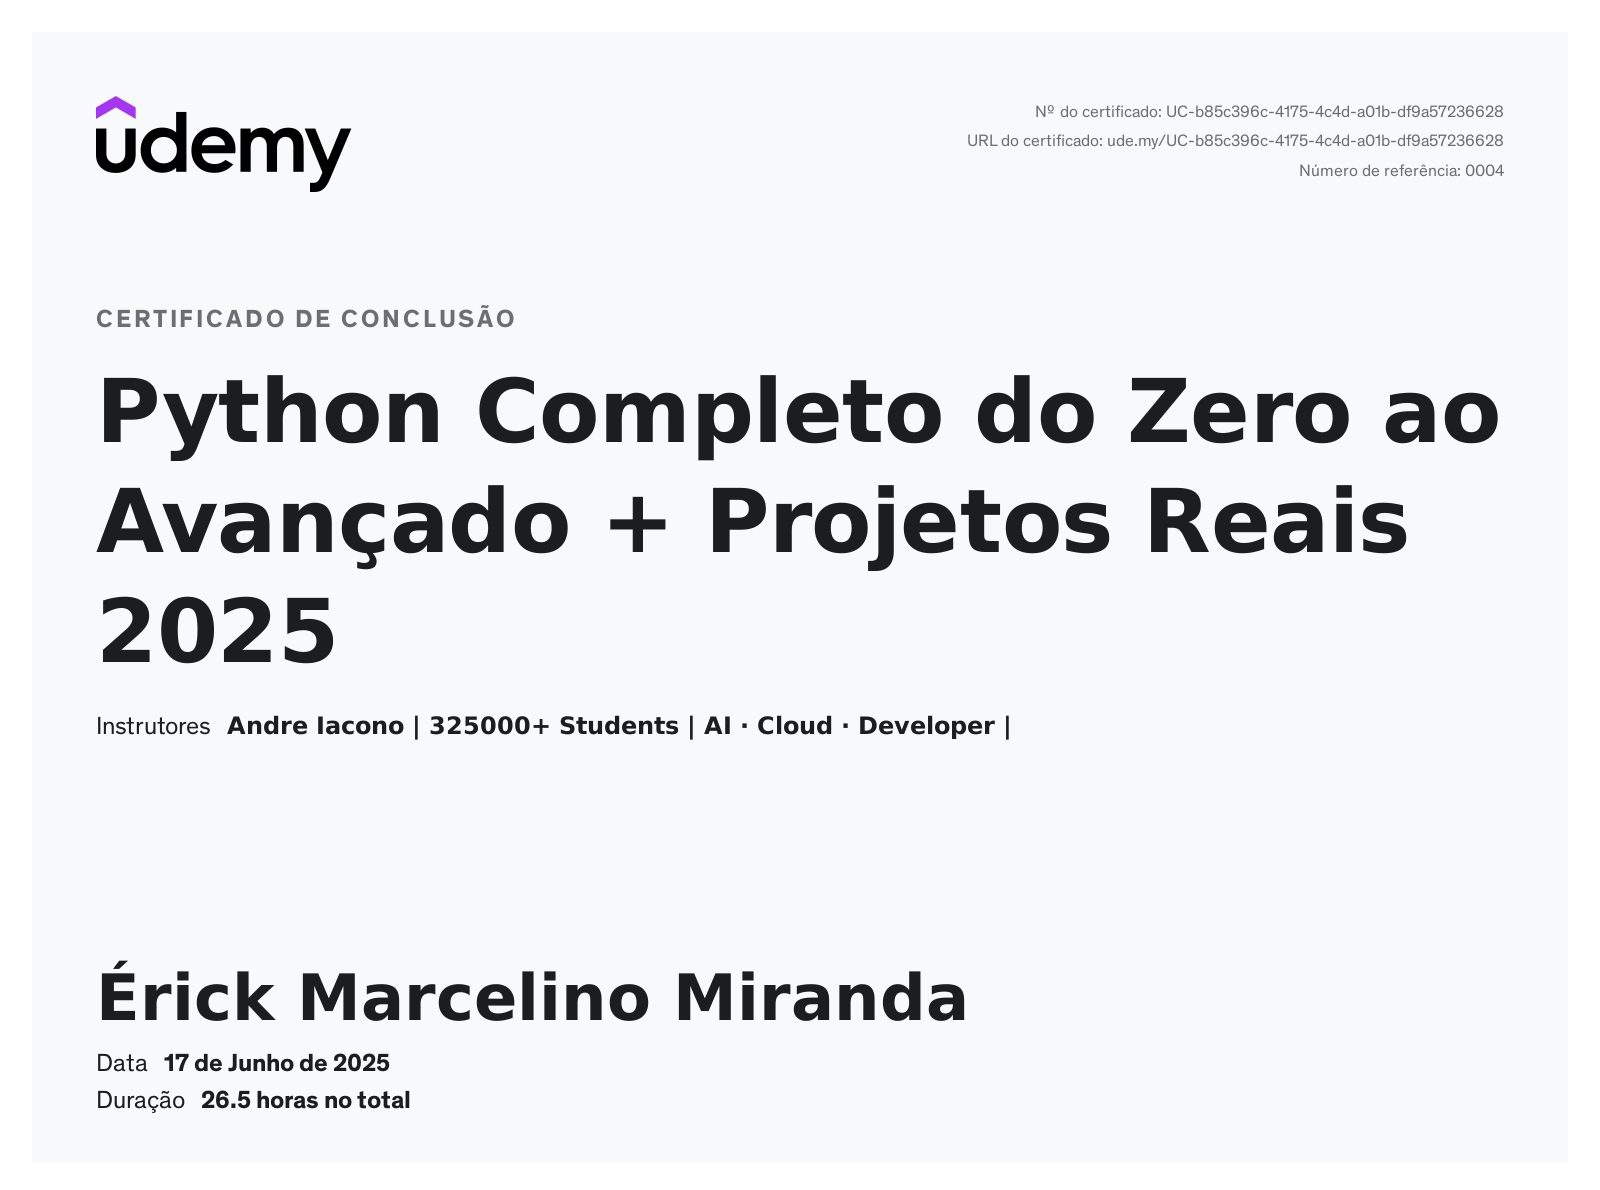 udemy
Nº do certificado: UC-b85c396c-4175-4c4d-a01b-df9a57236628
URL do certificado: ude.my/UC-b85c396c-4175-4c4d-a01b-df9a57236628
Número de referência: 0004
CERTIFICADO DE CONCLUSÃO
Python Completo do Zero ao
Avançado + Projetos Reais
2025
Instrutores Andre Iacono | 325000+ Students | AI · Cloud · Developer |
Érick Marcelino Miranda
Data 17 de Junho de 2025
Duração 26.5 horas no total